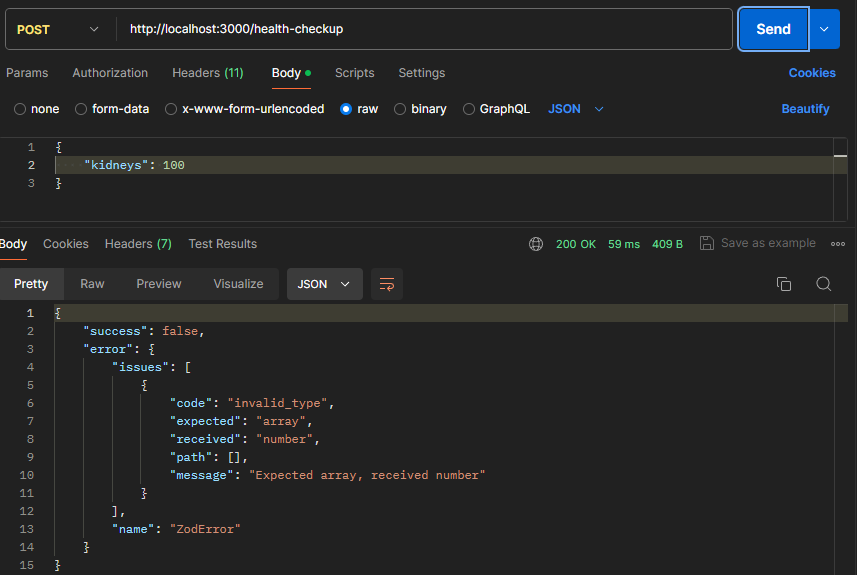 POST http://localhost:3000/health-checkup Send
Params Authorization Headers (11) Body Scripts Settings Cookies
none form-data x-www-form-urlencoded raw binary GraphQL JSON Beautify
1 {
2 "kidneys": 100
3 }
Body Cookies Headers (7) Test Results 200 OK 59 ms 409 B Save as example
Pretty Raw Preview Visualize JSON
1 {
2 "success": false,
3 "error": {
4 "issues": [
5 {
6 "code": "invalid_type",
7 "expected": "array",
8 "received": "number",
9 "path": [],
10 "message": "Expected array, received number"
11 }
12 ],
13 "name": "ZodError"
14 }
15 }